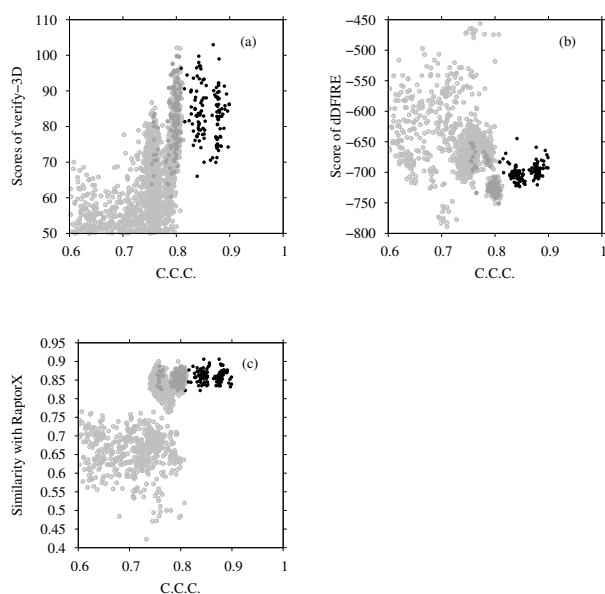 110
100
90
80
70
60
50
Scores of verify−3D
(a)
0.6 0.7 0.8 0.9 1
C.C.C.
−450
−500
−550
−600
−650
−700
−750
−800
Score of dDFIRE
(b)
0.6 0.7 0.8 0.9 1
C.C.C.
0.95
0.9
0.85
0.8
0.75
0.7
0.65
0.6
0.55
0.5
0.45
0.4
Similarity with RaptorX
(c)
0.6 0.7 0.8 0.9 1
C.C.C.